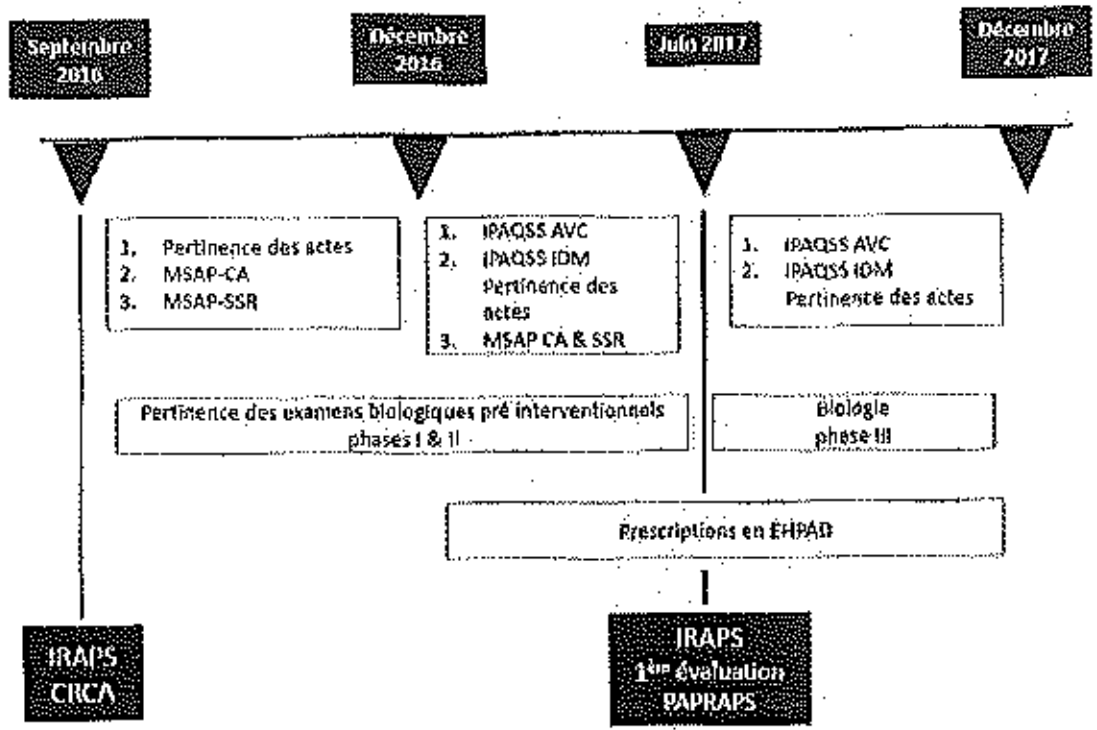 Septembre
2016
Décembre
2016
Juin 2017
Décembre
2017
1. Pertinence des actes
2. MSAP-CA
3. MSAP-SSR
1. IPAQSS AVC
2. IPAQSS IDM
Pertinence des
actes
3. MSAP CA & SSR
1. IPAQSS AVC
2. IPAQSS IDM
Pertinence des actes
Pertinence des examens biologiques pré interventionnels
phases I & II
Biologie
phase III
Prescriptions en EHPAD
IRAPS
CRCA
IRAPS
1ère évaluation
PAPRAPS